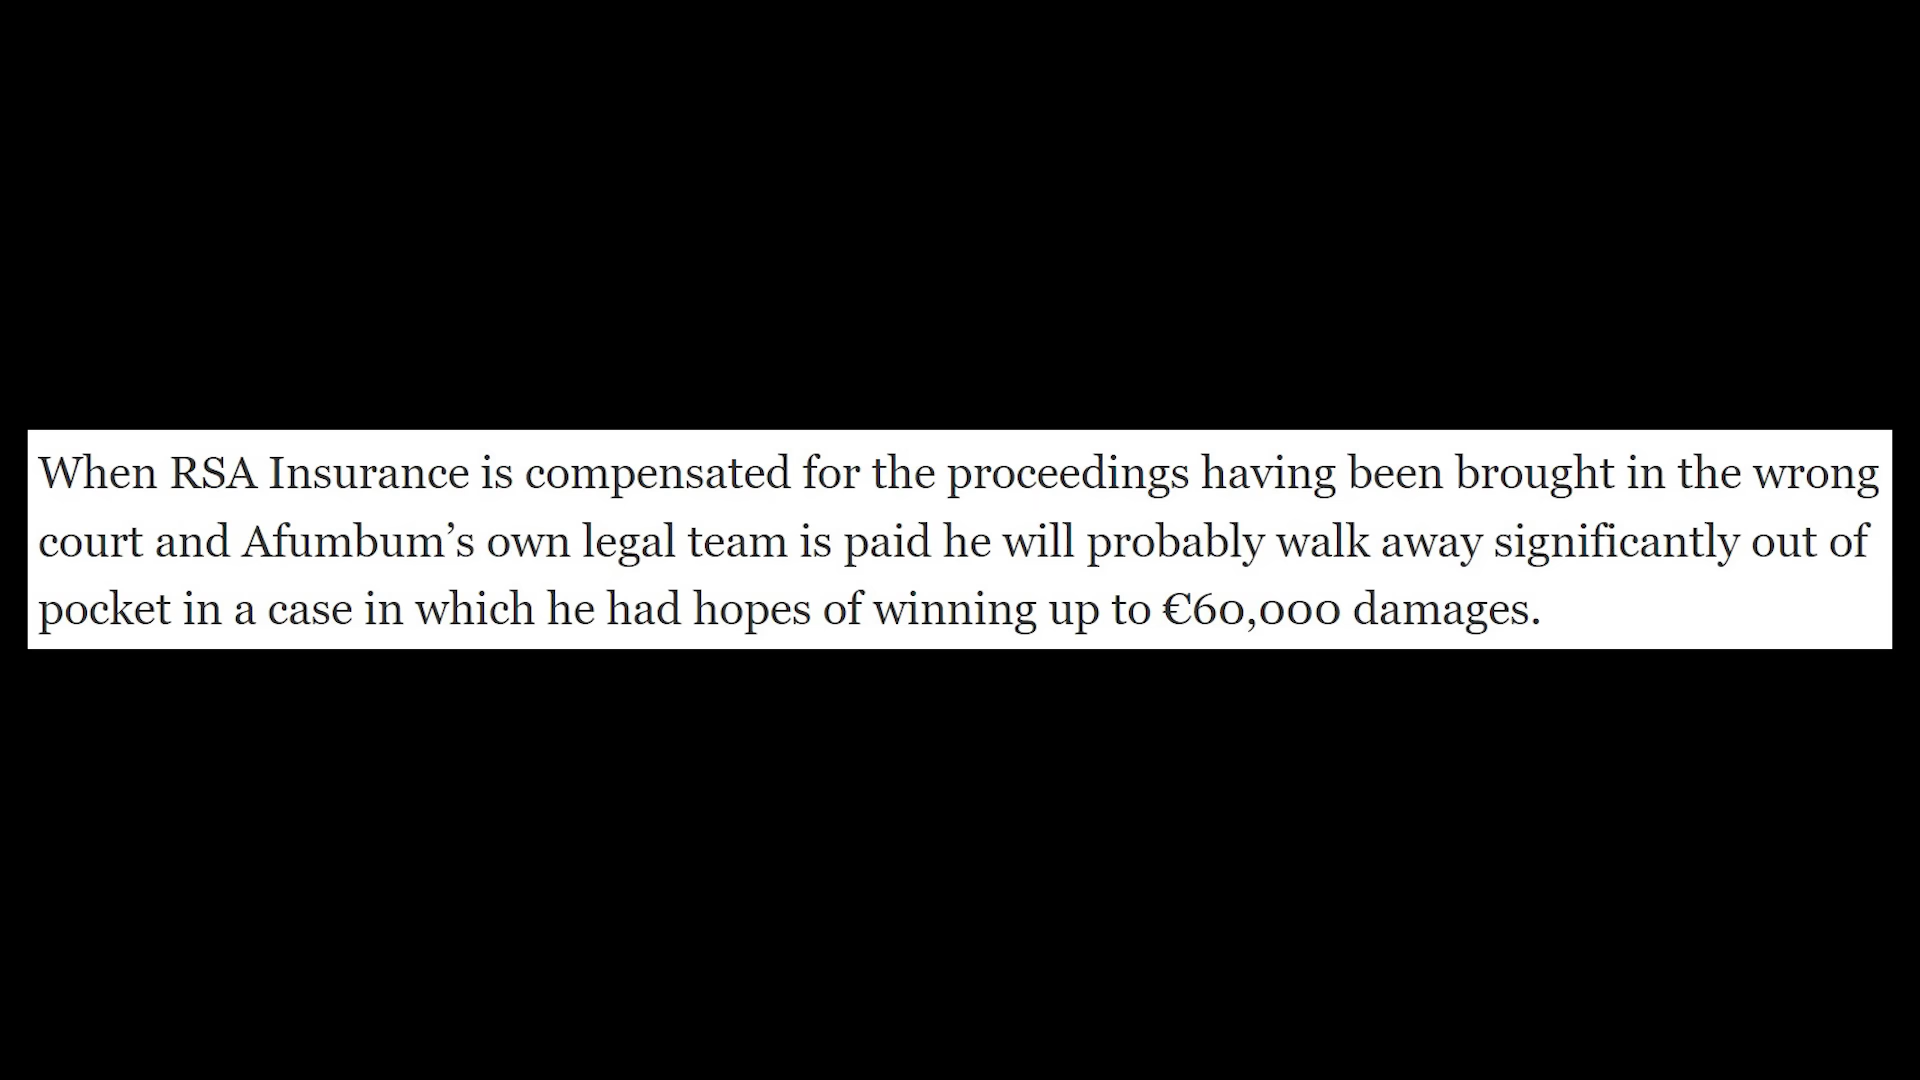 When RSA Insurance is compensated for the proceedings having been brought in the wrong
court and Afumbum’s own legal team is paid he will probably walk away significantly out of
pocket in a case in which he had hopes of winning up to €60,000 damages.